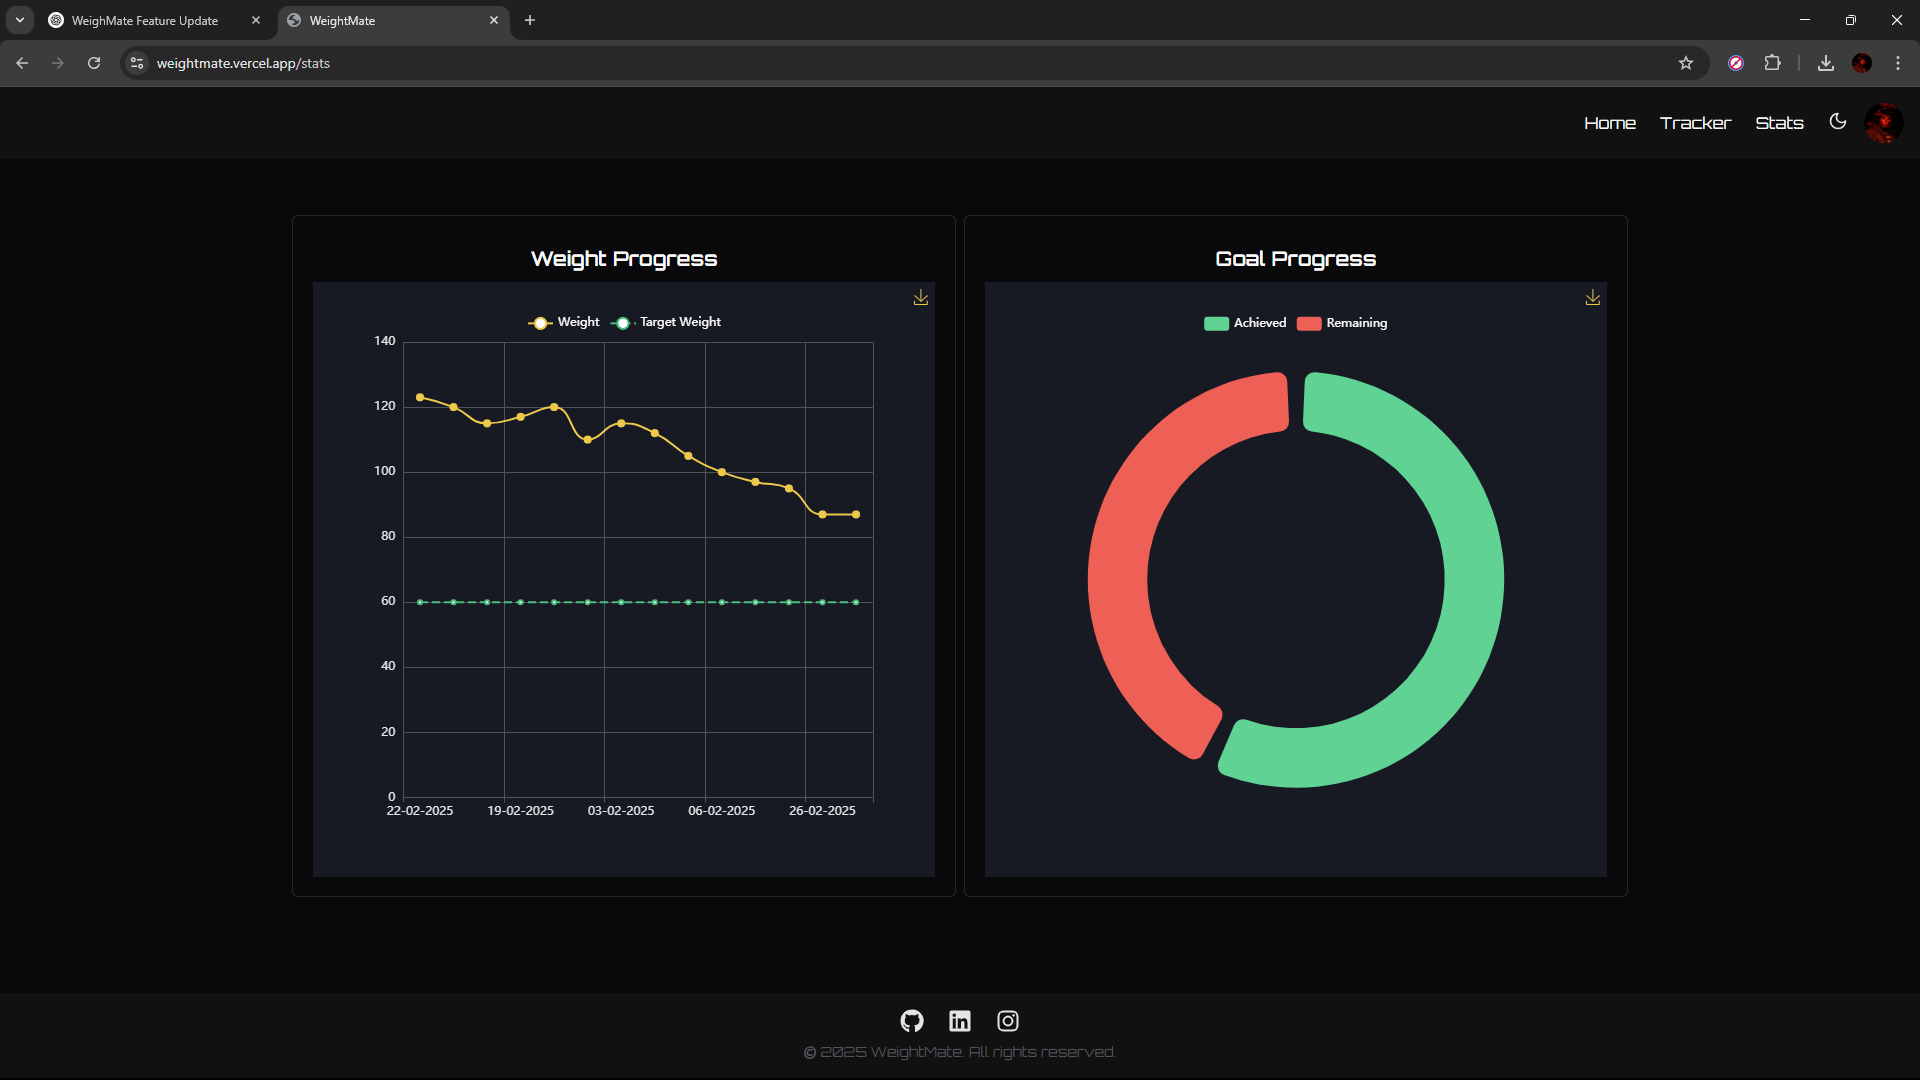 WeighMate Feature Update
WeightMate
weightmate.vercel.app/stats
Home Tracker Stats
Weight Progress
Weight Target Weight
140
120
100
80
60
40
20
0
22-02-2025 19-02-2025 03-02-2025 06-02-2025 26-02-2025
Goal Progress
Achieved Remaining
© 2025 WeightMate. All rights reserved.